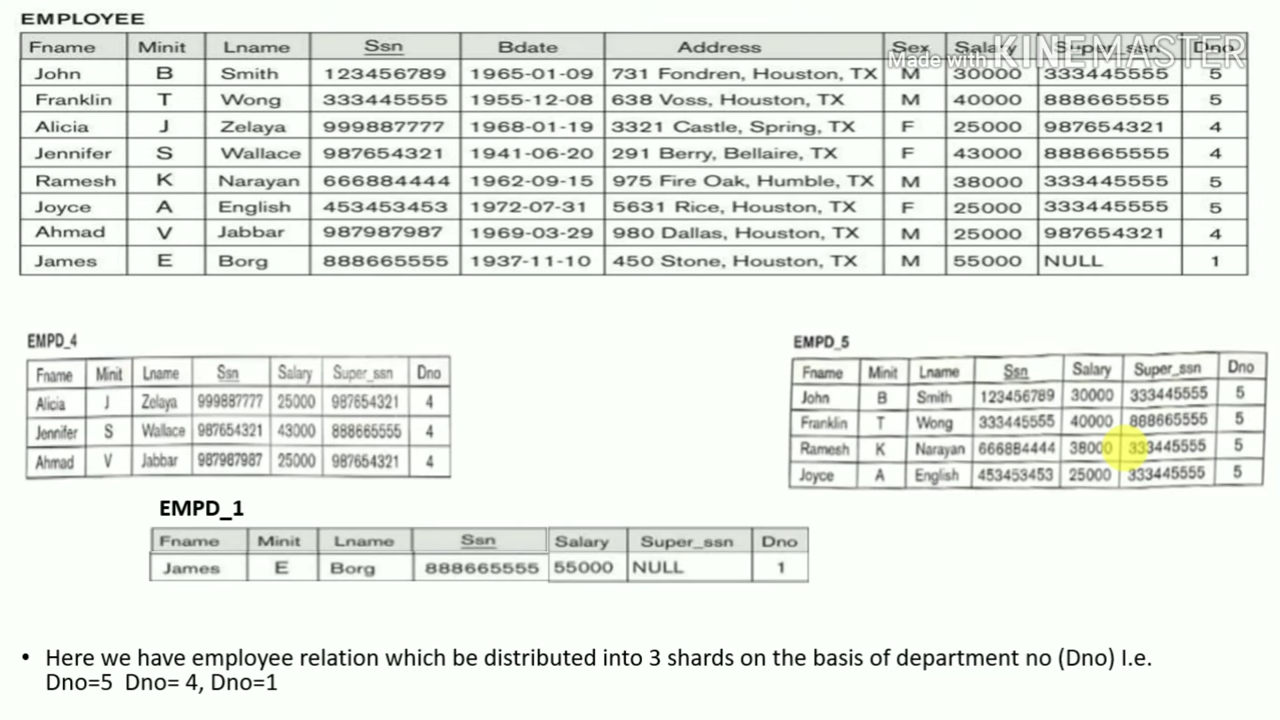 EMPLOYEE
Fname Minit Lname Ssn Bdate Address Sex Salary Super_ssn Dno
Made with KINEMASTER
John B Smith 123456789 1965-01-09 731 Fondren, Houston, TX M 30000 333445555 5
Franklin T Wong 333445555 1955-12-08 638 Voss, Houston, TX M 40000 888665555 5
Alicia J Zelaya 999887777 1968-01-19 3321 Castle, Spring, TX F 25000 987654321 4
Jennifer S Wallace 987654321 1941-06-20 291 Berry, Bellaire, TX F 43000 888665555 4
Ramesh K Narayan 666884444 1962-09-15 975 Fire Oak, Humble, TX M 38000 333445555 5
Joyce A English 453453453 1972-07-31 5631 Rice, Houston, TX F 25000 333445555 5
Ahmad V Jabbar 987987987 1969-03-29 980 Dallas, Houston, TX M 25000 987654321 4
James E Borg 888665555 1937-11-10 450 Stone, Houston, TX M 55000 NULL 1
EMPD_4
Fname Minit Lname Ssn Salary Super_ssn Dno
Alicia J Zelaya 999887777 25000 987654321 4
Jennifer S Wallace 987654321 43000 888665555 4
Ahmad V Jabbar 987987987 25000 987654321 4
EMPD_5
Fname Minit Lname Ssn Salary Super_ssn Dno
John B Smith 123456789 30000 333445555 5
Franklin T Wong 333445555 40000 888665555 5
Ramesh K Narayan 666884444 38000 333445555 5
Joyce A English 453453453 25000 333445555 5
EMPD_1
Fname Minit Lname Ssn Salary Super_ssn Dno
James E Borg 888665555 55000 NULL 1
• Here we have employee relation which be distributed into 3 shards on the basis of department no (Dno) I.e.
Dno=5 Dno= 4, Dno=1